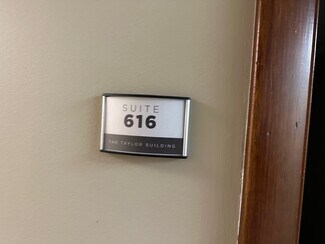 SUITE
616
THE TAYLOR BUILDING